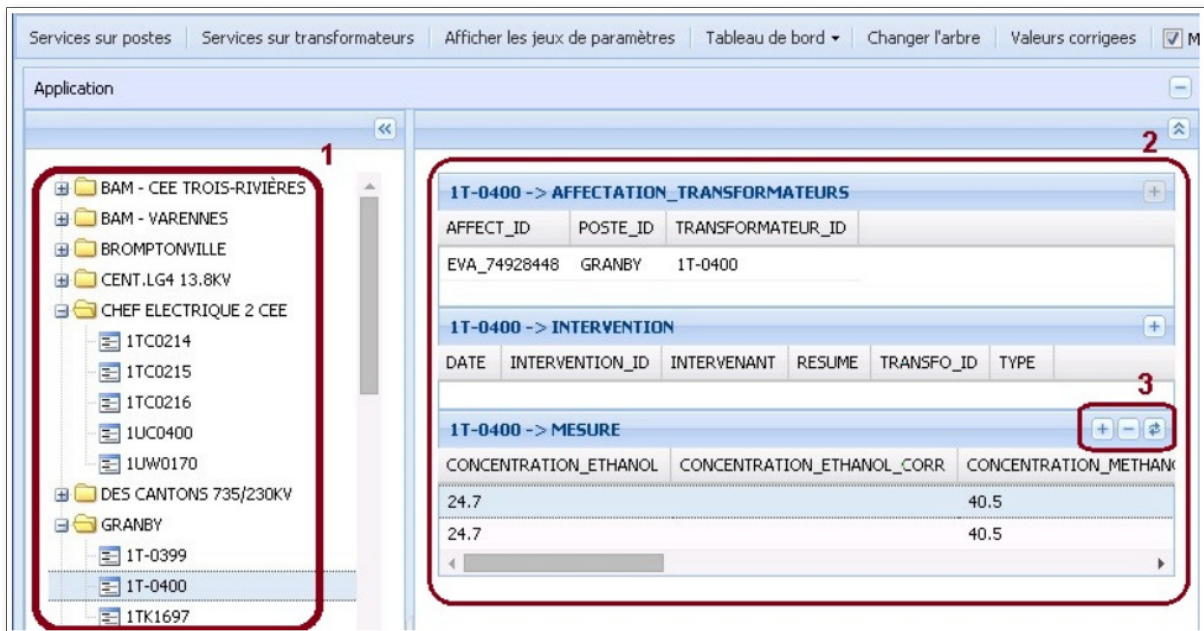 Services sur postes Services sur transformateurs Afficher les jeux de paramètres Tableau de bord Changer l'arbre Valeurs corrigees M
Application
1
BAM - CEE TROIS-RIVIÈRES
BAM - VARENNES
BROMPTONVILLE
CENT.LG4 13.8KV
CHEF ELECTRIQUE 2 CEE
1TC0214
1TC0215
1TC0216
1UC0400
1UW0170
DES CANTONS 735/230KV
GRANBY
1T-0399
1T-0400
1TK1697
2
1T-0400 -> AFFECTATION_TRANSFORMATEURS
AFFECT_ID POSTE_ID TRANSFORMATEUR_ID
EVA_74928448 GRANBY 1T-0400
1T-0400 -> INTERVENTION
DATE INTERVENTION_ID INTERVENANT RESUME TRANSFO_ID TYPE
3
1T-0400 -> MESURE
CONCENTRATION_ETHANOL CONCENTRATION_ETHANOL_CORR CONCENTRATION_METHANO
24.7 40.5
24.7 40.5